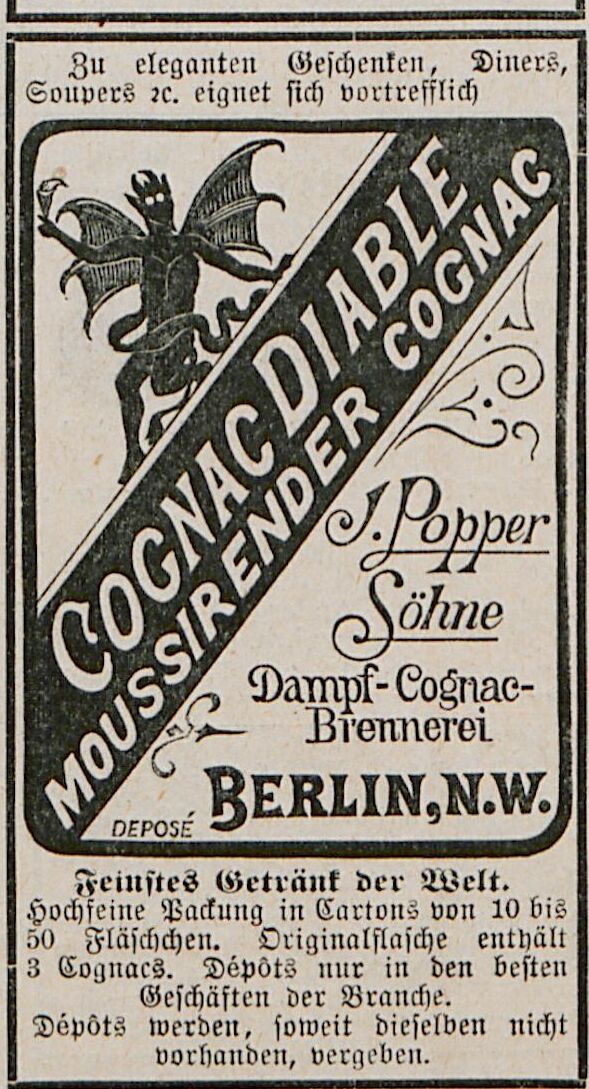 Zu eleganten Geschenken, Diners,
Soupers ꝛc. eignet sich vortrefflich
COGNAC DIABLE
MOUSSIRENDER COGNAC
J. Popper
Söhne
Dampf-Cognac-
Brennerei
BERLIN, N.W.
DEPOSÉ
Feinstes Getränk der Welt.
Hochfeine Packung in Cartons von 10 bis
50 Fläschchen. Originalflasche enthält
3 Cognacs. Dépôts nur in den besten
Geschäften der Branche.
Dépôts werden, soweit dieselben nicht
vorhanden, vergeben.